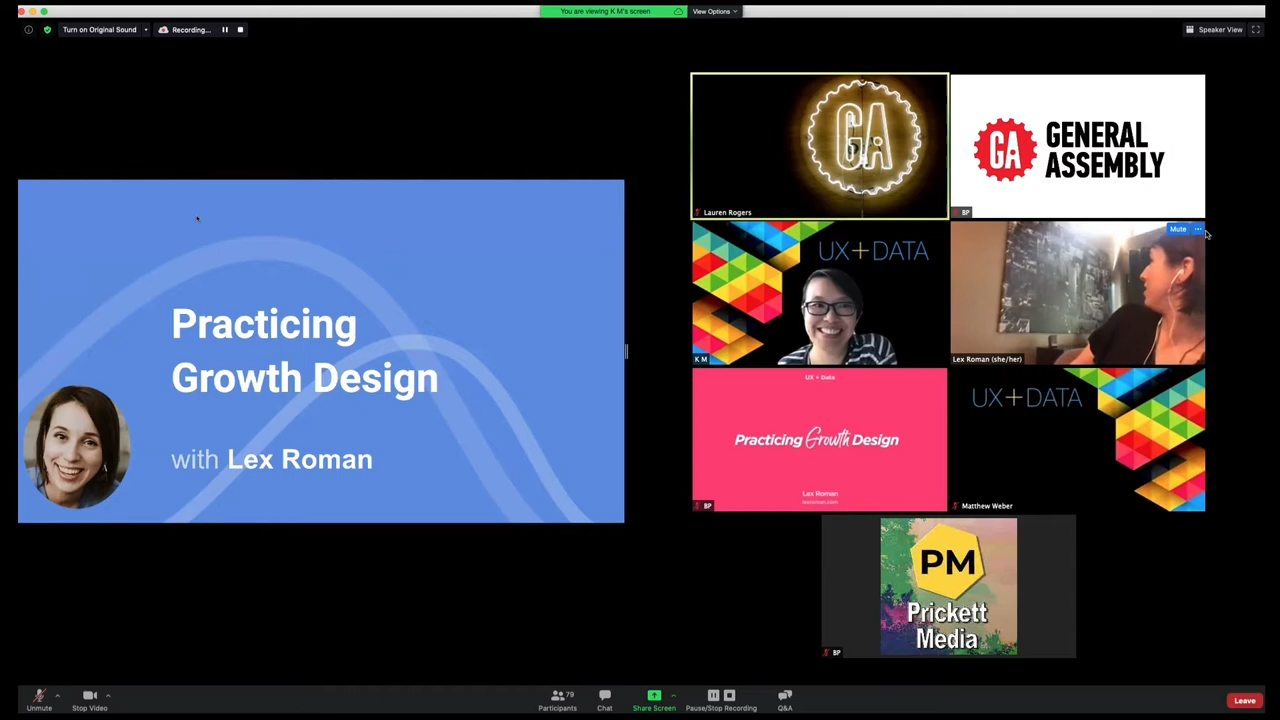 You are viewing K M's screen
View Options
Turn on Original Sound
Recording...
Speaker View
Practicing
Growth Design
with Lex Roman
GA
Lauren Rogers
GA
GENERAL
ASSEMBLY
BP
UX+DATA
K M
Mute
Lex Roman (she/her)
UX + Data
Practicing Growth Design
Lex Roman
lexroman.com
BP
UX+DATA
Matthew Weber
PM
Prickett
Media
BP
Unmute
Stop Video
79
Participants
Chat
Share Screen
Pause/Stop Recording
Q&A
Leave